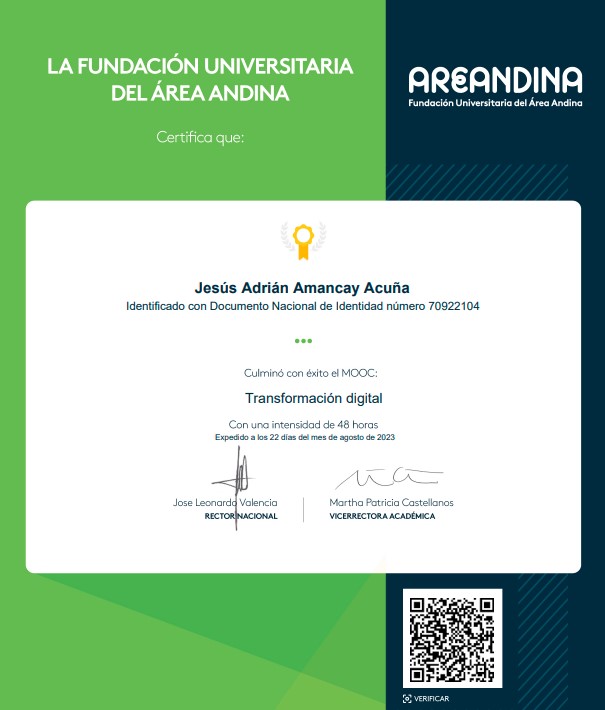 LA FUNDACIÓN UNIVERSITARIA
DEL ÁREA ANDINA
Certifica que:
AREANDINA
Fundación Universitaria del Área Andina
Jesús Adrián Amancay Acuña
Identificado con Documento Nacional de Identidad número 70922104
Culminó con éxito el MOOC:
Transformación digital
Con una intensidad de 48 horas
Expedido a los 22 días del mes de agosto de 2023
Jose Leonardo Valencia
RECTOR NACIONAL
Martha Patricia Castellanos
VICERRECTORA ACADÉMICA
VERIFICAR